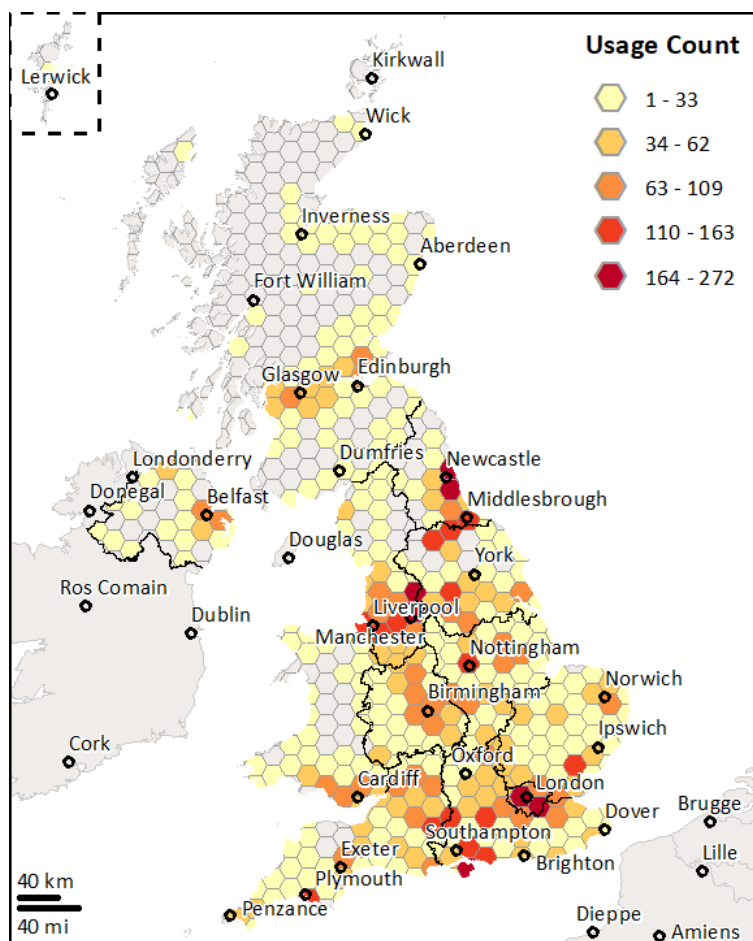 Usage Count
1 - 33
34 - 62
63 - 109
110 - 163
164 - 272
Lerwick
Kirkwall
Wick
Inverness
Aberdeen
Fort William
Glasgow
Edinburgh
Dumfries
Newcastle
Londonderry
Donegal
Belfast
Middlesbrough
Douglas
York
Ros Comain
Dublin
Liverpool
Manchester
Nottingham
Norwich
Birmingham
Ipswich
Cork
Oxford
Cardiff
London
Dover
Brugge
Southampton
Exeter
Brighton
Lille
Plymouth
40 km
40 mi
Penzance
Dieppe
Amiens